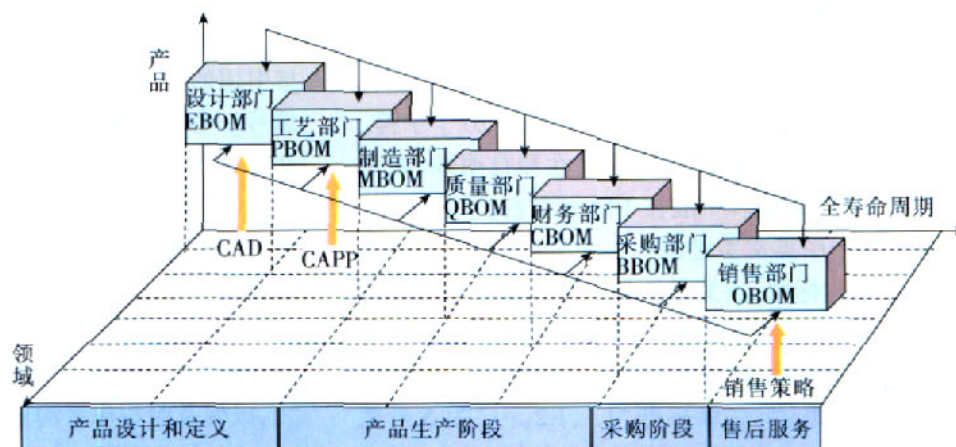 产品
设计部门
EBOM
工艺部门
PBOM
制造部门
MBOM
质量部门
QBOM
财务部门
CBOM
采购部门
BBOM
销售部门
OBOM
全寿命周期
CAD
CAPP
销售策略
领域
产品设计和定义
产品生产阶段
采购阶段
售后服务